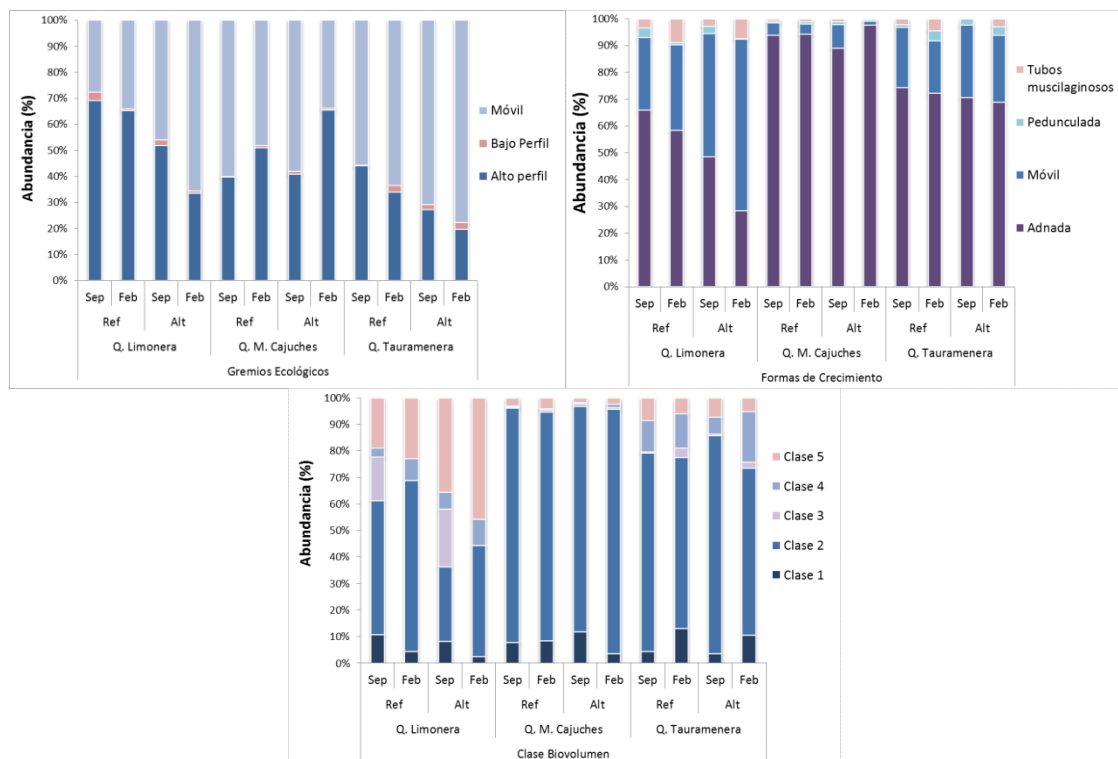 100%
90%
80%
70%
60%
50%
40%
30%
20%
10%
0%
Abundancia (%)
Móvil
Bajo Perfil
Alto perfil
Sep Feb Sep Feb Sep Feb Sep Feb Sep Feb Sep Feb
Ref Alt Ref Alt Ref Alt
Q. Limonera Q. M. Cajuches Q. Tauramenera
Gremios Ecológicos
100%
90%
80%
70%
60%
50%
40%
30%
20%
10%
0%
Abundancia (%)
Tubos
muscilaginosos
Pedunculada
Móvil
Adnada
Sep Feb Sep Feb Sep Feb Sep Feb Sep Feb Sep Feb
Ref Alt Ref Alt Ref Alt
Q. Limonera Q. M. Cajuches Q. Tauramenera
Formas de Crecimiento
100%
90%
80%
70%
60%
50%
40%
30%
20%
10%
0%
Abundancia (%)
Clase 5
Clase 4
Clase 3
Clase 2
Clase 1
Sep Feb Sep Feb Sep Feb Sep Feb Sep Feb Sep Feb
Ref Alt Ref Alt Ref Alt
Q. Limonera Q. M. Cajuches Q. Tauramenera
Clase Biovolumen